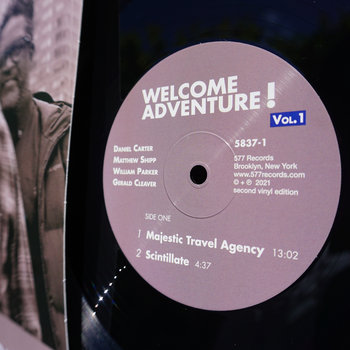 WELCOME
ADVENTURE!
VOL.1
DANIEL CARTER
MATTHEW SHIPP
WILLIAM PARKER
GERALD CLEAVER
5837-1
577 Records
Brooklyn, New York
www.577records.com
© + ℗ 2021
second vinyl edition
SIDE ONE
1 Majestic Travel Agency 13:02
2 Scintillate 4:37